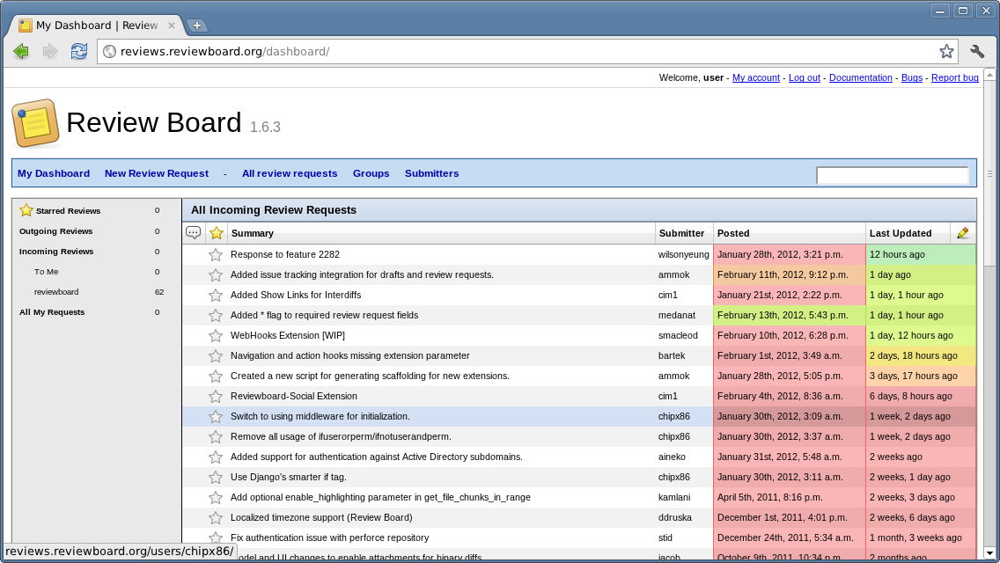 My Dashboard | Review
reviews.reviewboard.org/dashboard/
Welcome, user - My account - Log out - Documentation - Bugs - Report bug
Review Board 1.6.3
My Dashboard New Review Request - All review requests Groups Submitters
Starred Reviews 0
Outgoing Reviews 0
Incoming Reviews 0
To Me 0
reviewboard 62
All My Requests 0
All Incoming Review Requests
Summary Submitter Posted Last Updated
Response to feature 2282 wilsonyeung January 28th, 2012, 3:21 p.m. 12 hours ago
Added issue tracking integration for drafts and review requests. ammok February 11th, 2012, 9:12 p.m. 1 day ago
Added Show Links for Interdiffs cim1 January 21st, 2012, 2:22 p.m. 1 day, 1 hour ago
Added * flag to required review request fields medanat February 13th, 2012, 5:43 p.m. 1 day, 1 hour ago
WebHooks Extension [WIP] smacleod February 10th, 2012, 6:28 p.m. 1 day, 12 hours ago
Navigation and action hooks missing extension parameter bartek February 1st, 2012, 3:49 a.m. 2 days, 18 hours ago
Created a new script for generating scaffolding for new extensions. ammok January 28th, 2012, 5:05 p.m. 3 days, 17 hours ago
Reviewboard-Social Extension cim1 February 4th, 2012, 8:36 a.m. 6 days, 8 hours ago
Switch to using middleware for initialization. chipx86 January 30th, 2012, 3:09 a.m. 1 week, 2 days ago
Remove all usage of ifuserorperm/ifnotuserandperm. chipx86 January 30th, 2012, 3:37 a.m. 1 week, 2 days ago
Added support for authentication against Active Directory subdomains. aineko January 31st, 2012, 5:48 a.m. 2 weeks ago
Use Django's smarter if tag. chipx86 January 30th, 2012, 3:11 a.m. 2 weeks, 1 day ago
Add optional enable_highlighting parameter in get_file_chunks_in_range kamlani April 5th, 2011, 8:16 p.m. 2 weeks, 3 days ago
Localized timezone support (Review Board) ddruska December 1st, 2011, 4:01 p.m. 2 weeks, 6 days ago
Fix authentication issue with perforce repository stid December 24th, 2011, 5:34 a.m. 1 month, 3 weeks ago
and UI changes to enable attachments for binary diffs jacob October 9th, 2011, 10:34 p.m. 2 months ago
reviews.reviewboard.org/users/chipx86/